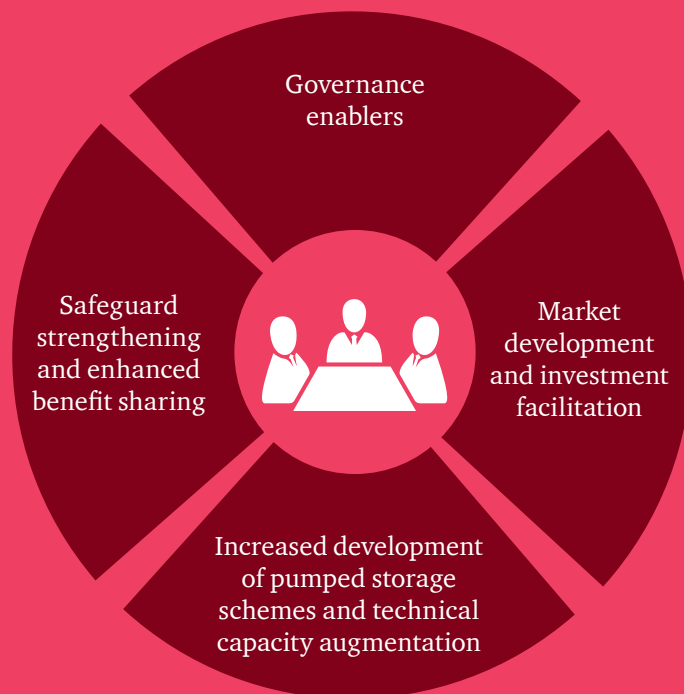 Governance
enablers
Safeguard
strengthening
and enhanced
benefit sharing
Market
development
and investment
facilitation
Increased development
of pumped storage
schemes and technical
capacity augmentation